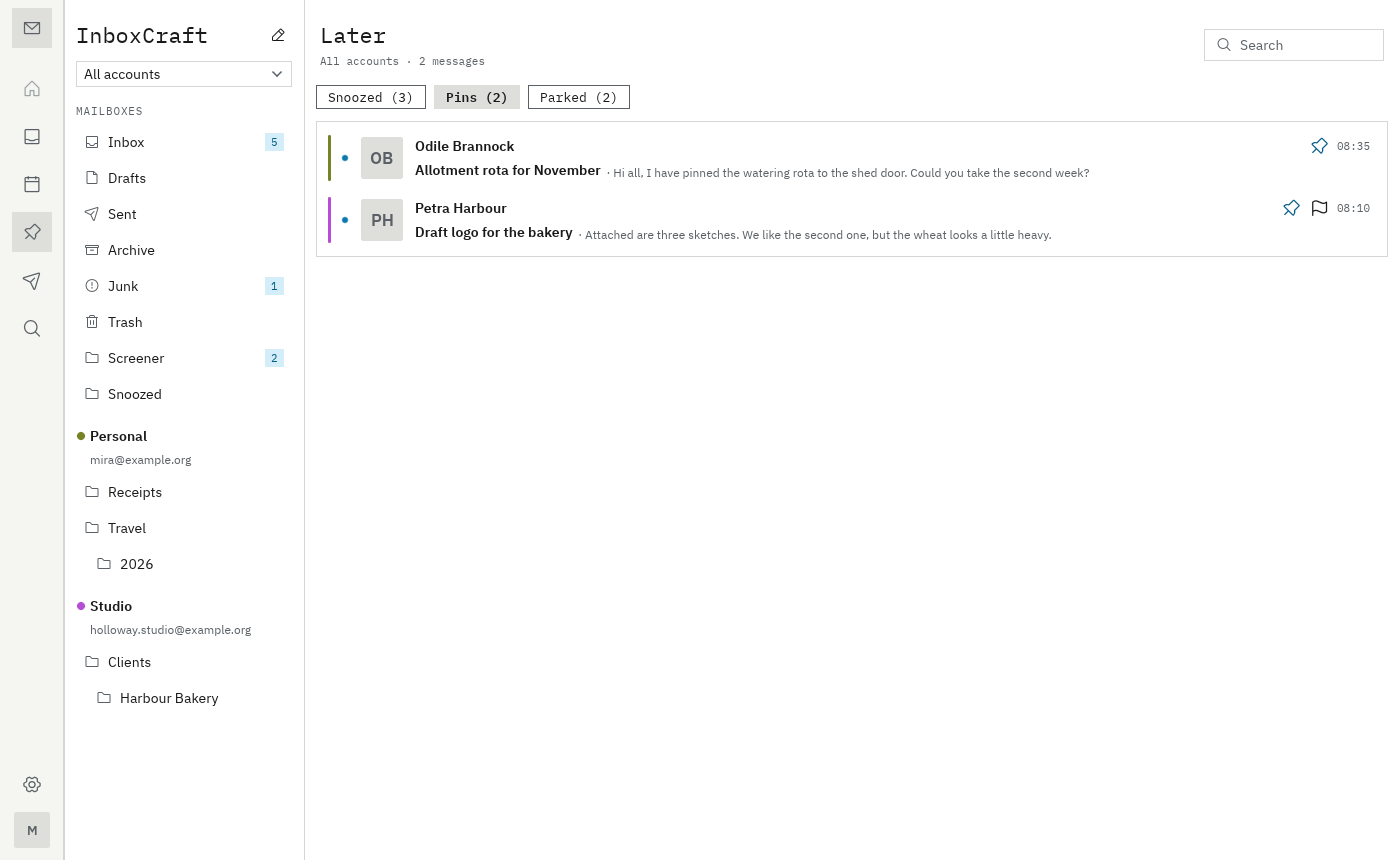 InboxCraft
All accounts
MAILBOXES
Inbox 5
Drafts
Sent
Archive
Junk 1
Trash
Screener 2
Snoozed
Personal
mira@example.org
Receipts
Travel
2026
Studio
holloway.studio@example.org
Clients
Harbour Bakery
M
Later
All accounts · 2 messages
Search
Snoozed (3) Pins (2) Parked (2)
OB Odile Brannock 08:35
Allotment rota for November · Hi all, I have pinned the watering rota to the shed door. Could you take the second week?
PH Petra Harbour 08:10
Draft logo for the bakery · Attached are three sketches. We like the second one, but the wheat looks a little heavy.